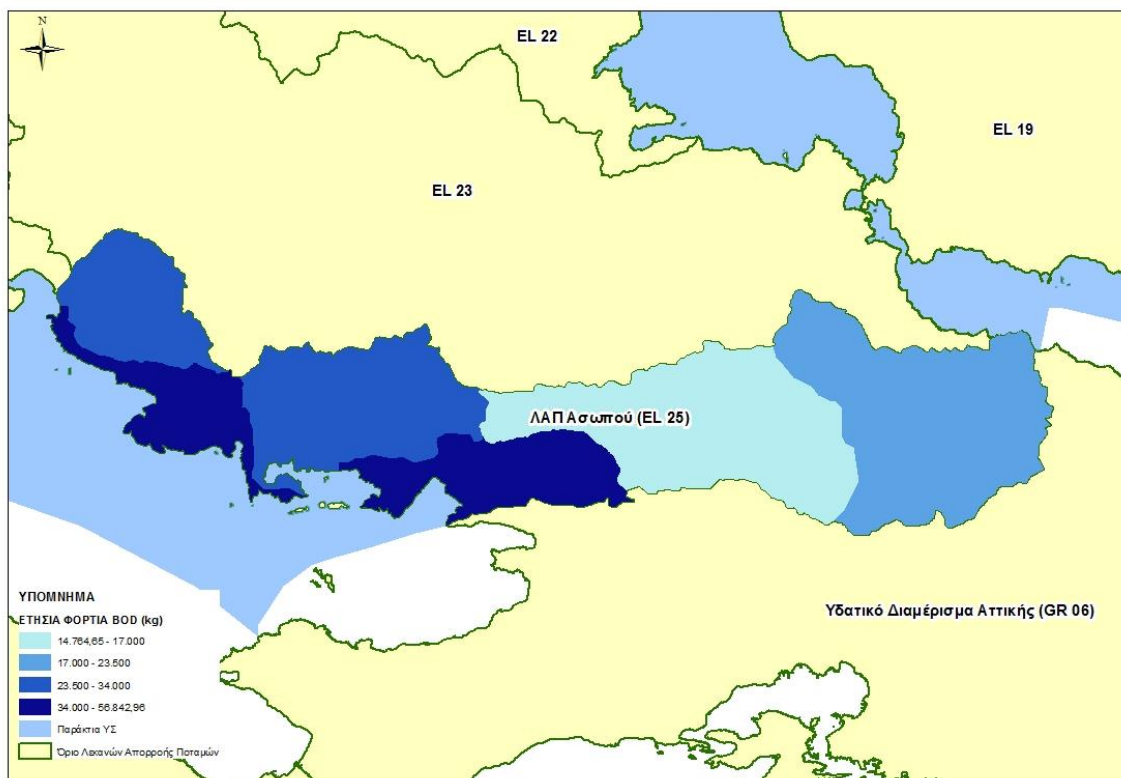 N
EL 22
EL 19
EL 23
ΛΑΠ Ασωπού (EL 25)
Υδατικό Διαμέρισμα Αττικής (GR 06)
ΥΠΟΜΝΗΜΑ
ΕΤΗΣΙΑ ΦΟΡΤΙΑ BOD (kg)
14.764,65 - 17.000
17.000 - 23.500
23.500 - 34.000
34.000 - 56.842,96
Παράκτια ΥΣ
Όριο Λεκανών Απορροής Ποταμών